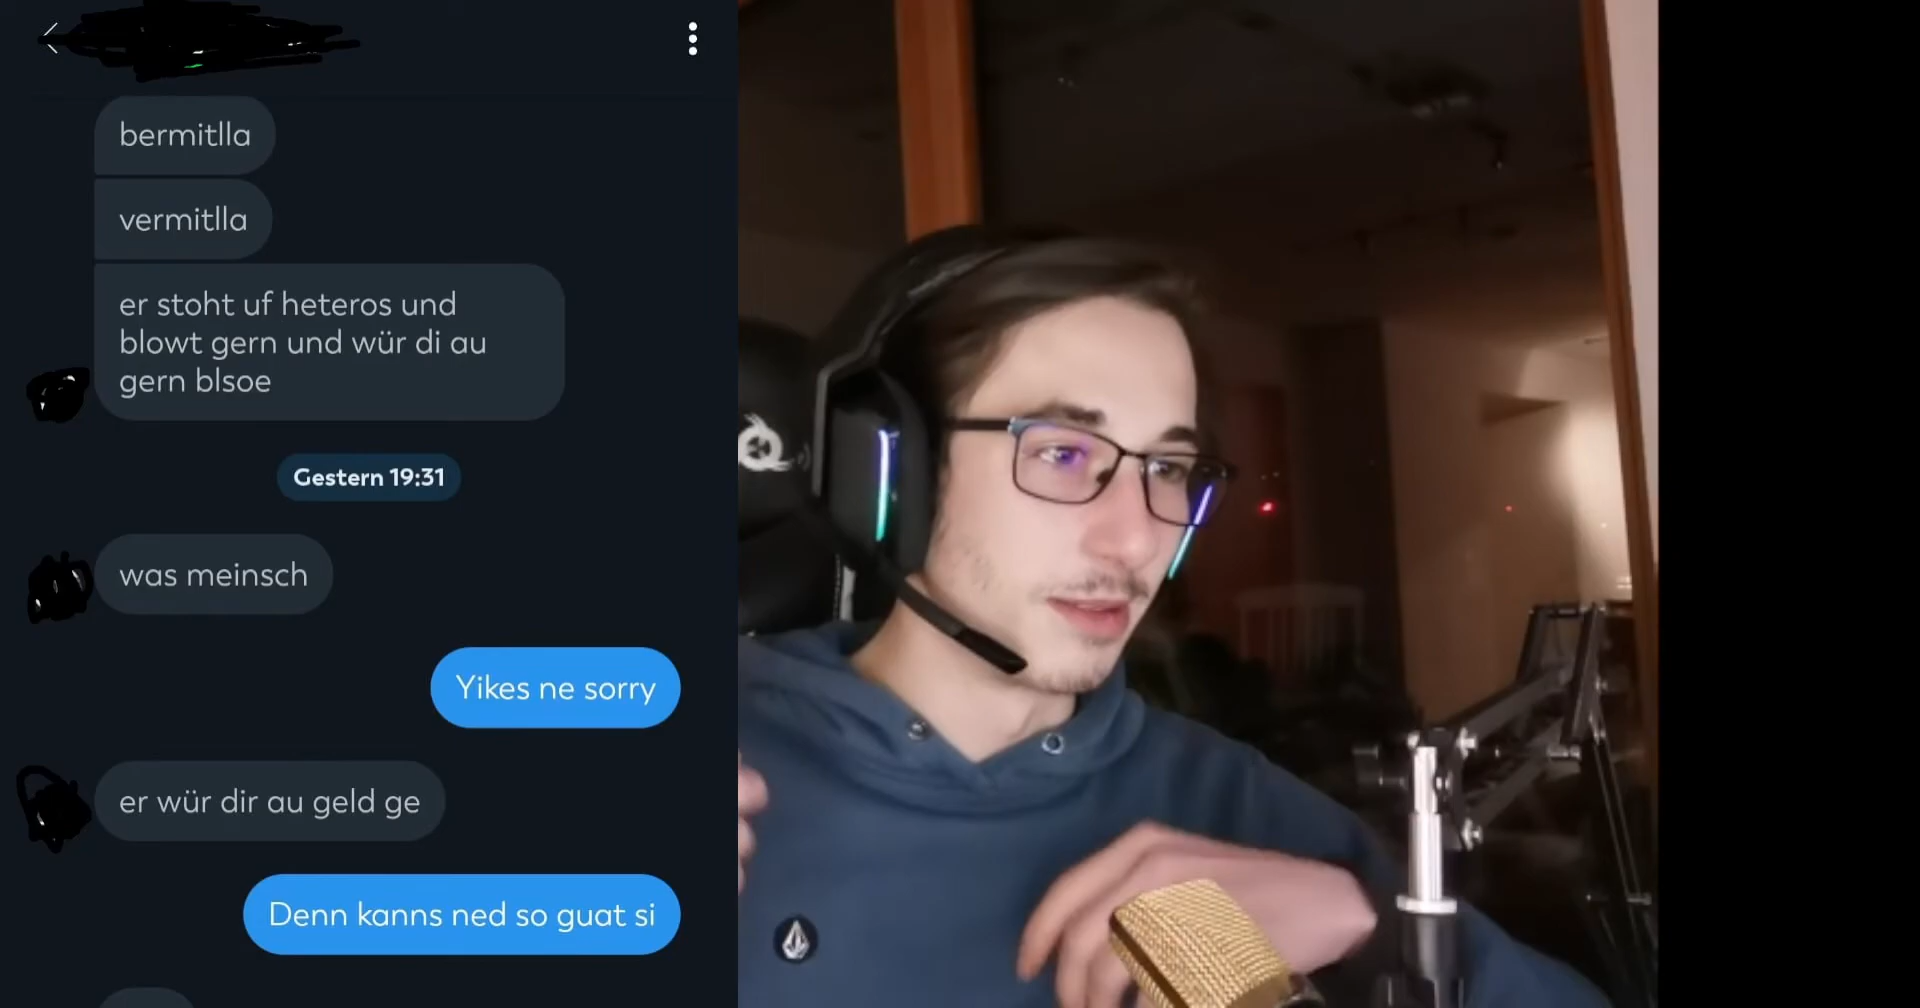 bermitlla
vermitlla
er stoht uf heteros und
blowt gern und wür di au
gern blsoe
Gestern 19:31
was meinsch
Yikes ne sorry
er wür dir au geld ge
Denn kanns ned so guat si